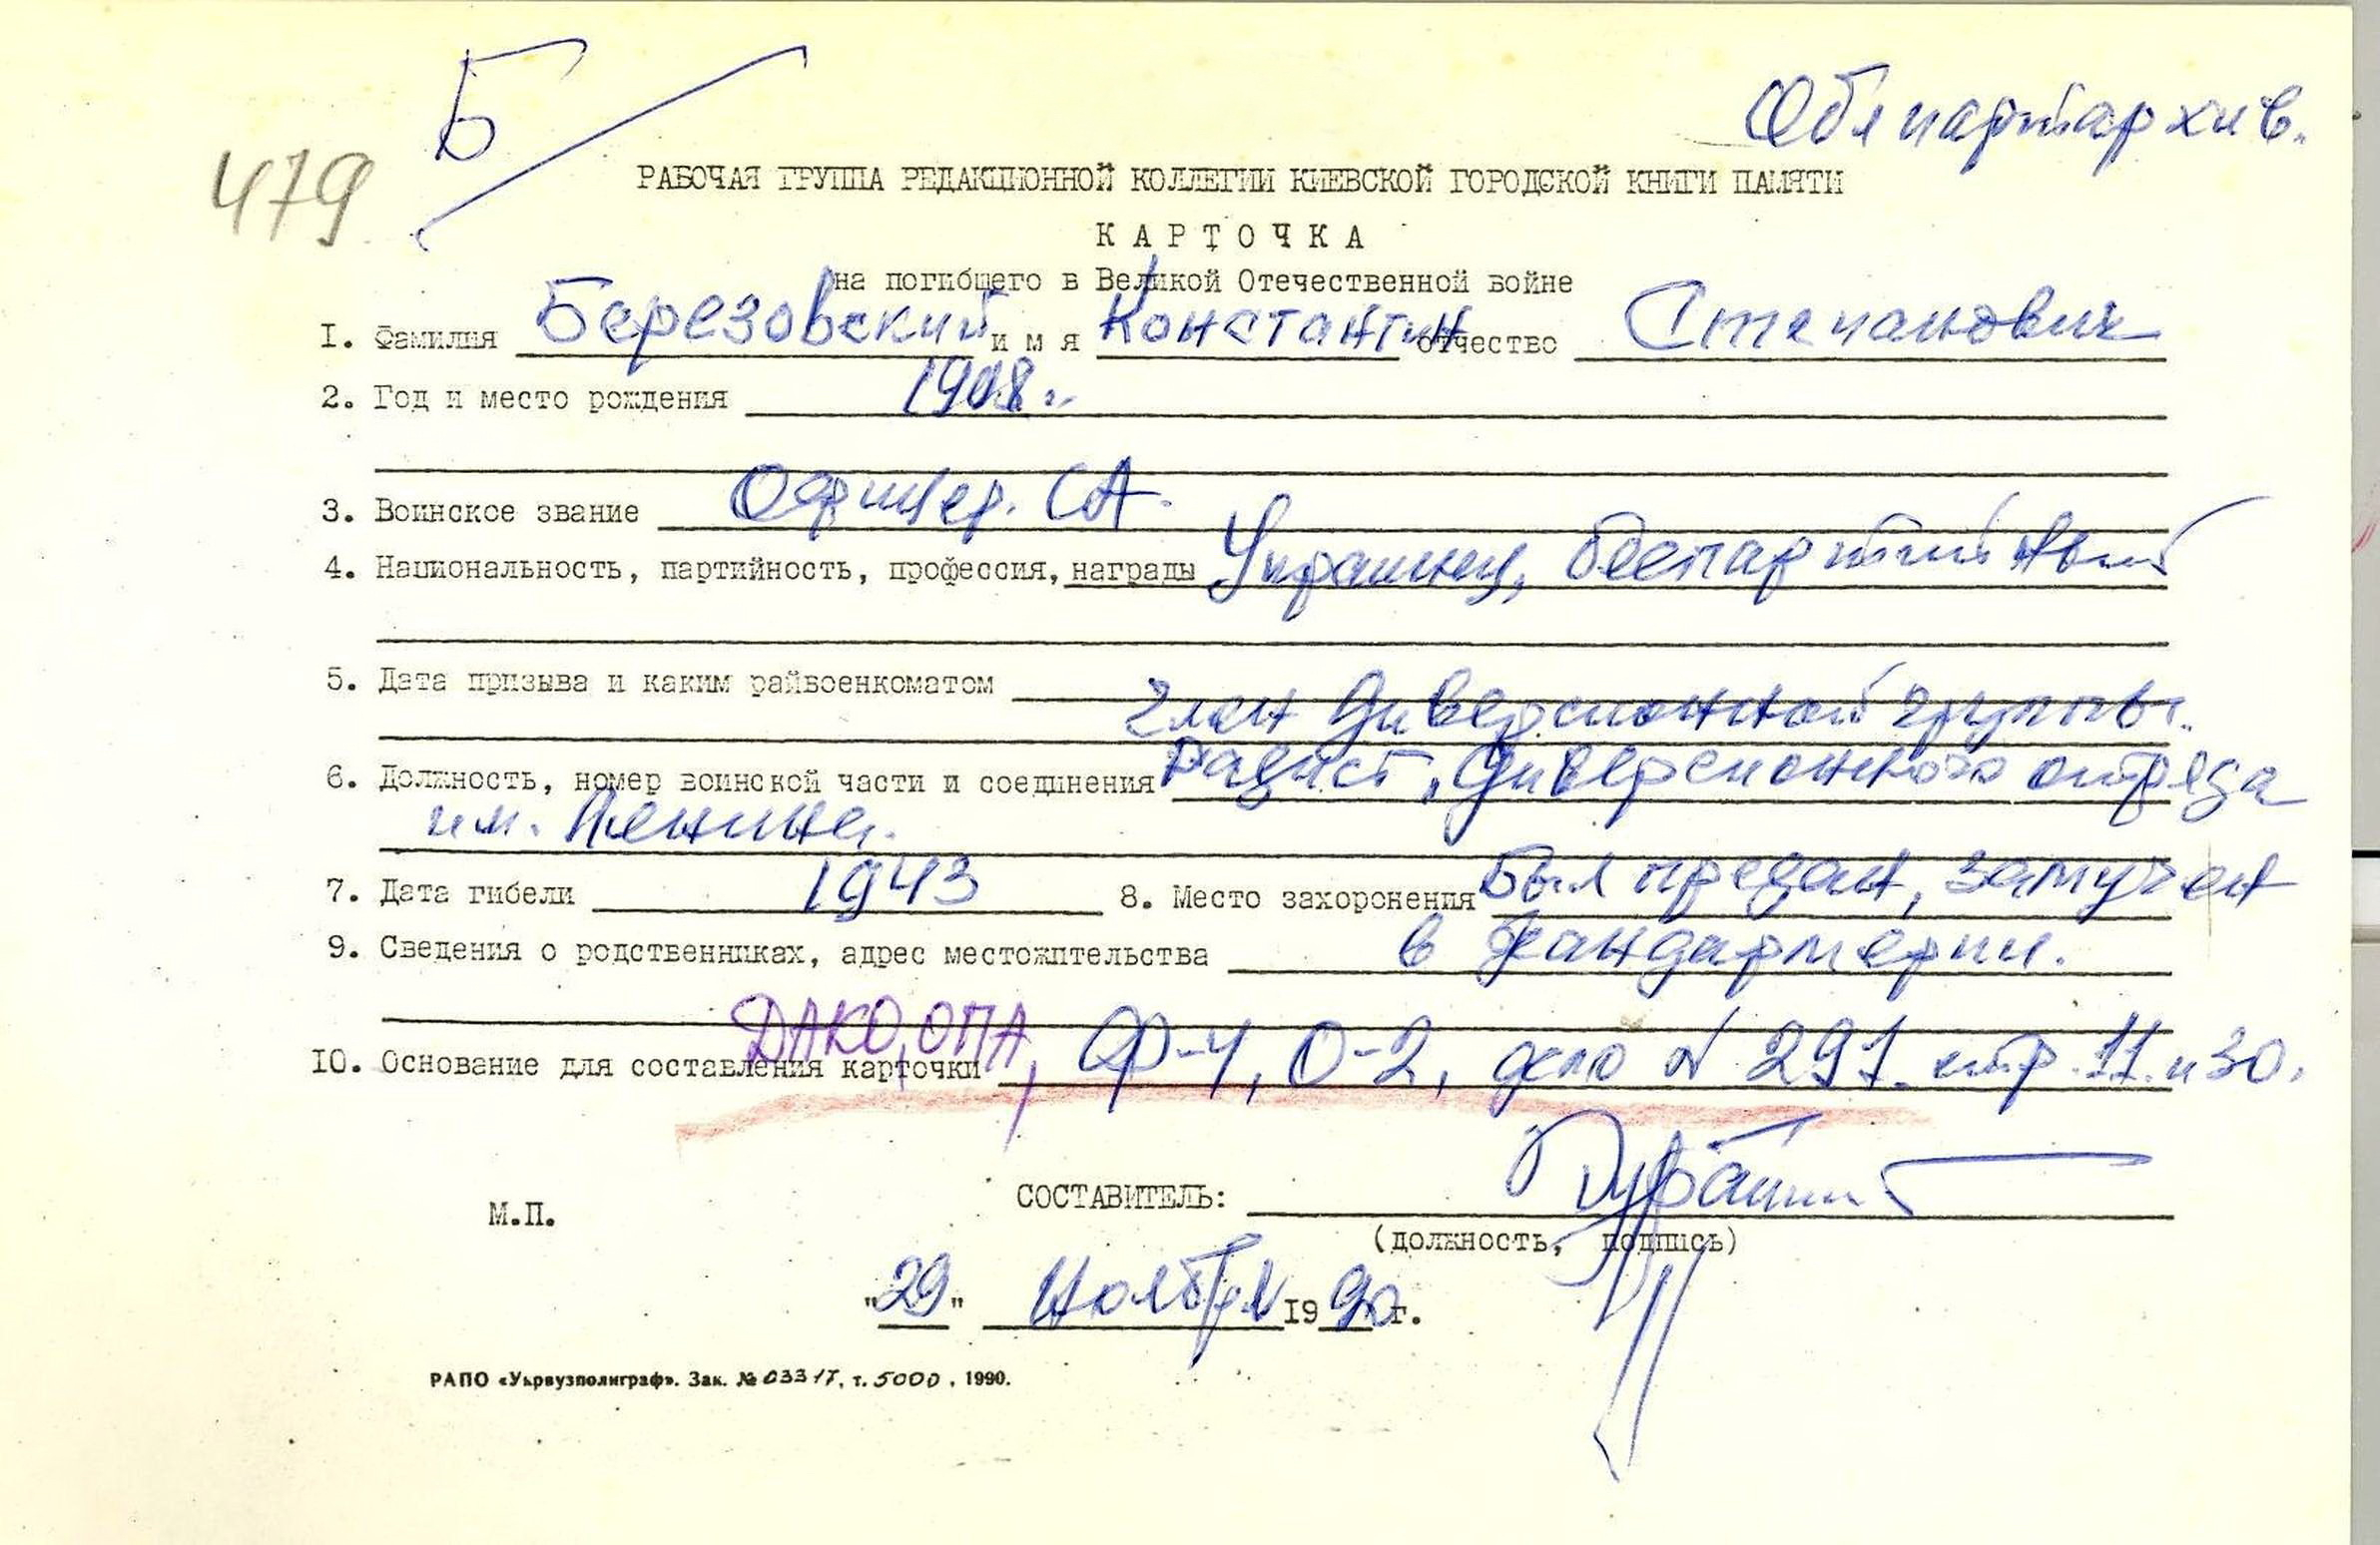 Облпартархив.
Б
479
РАБОЧАЯ ГРУППА РЕДАКЦИОННОЙ КОЛЛЕГИИ КИЕВСКОЙ ГОРОДСКОЙ КНИГИ ПАМЯТИ
КАРТОЧКА
на погибшего в Великой Отечественной войне
I. Фамилия Березовский имя Константин отчество Степанович
2. Год и место рождения 1908 г.
3. Воинское звание Офицер. СА.
4. Национальность, партийность, профессия, награды Украинец, беспартийный
5. Дата призыва и каким райвоенкоматом
член диверсионной группы.
6. Должность, номер воинской части и соединения Радист, диверсионного отряда
им. Ленина.
7. Дата гибели 1943 8. Место захоронения Был предан, замучен
9. Сведения о родственниках, адрес местожительства в жандармерии.
10. Основание для составления карточки ДАКО, ОПА, Ф-4, О-2, дело № 291 стр. 11 и 30.
М.П. СОСТАВИТЕЛЬ:
(должность, подпись)
"29" Ноября 1990 г.
РАПО «Укрвузполиграф». Зак. № 03317, т. 5000, 1990.